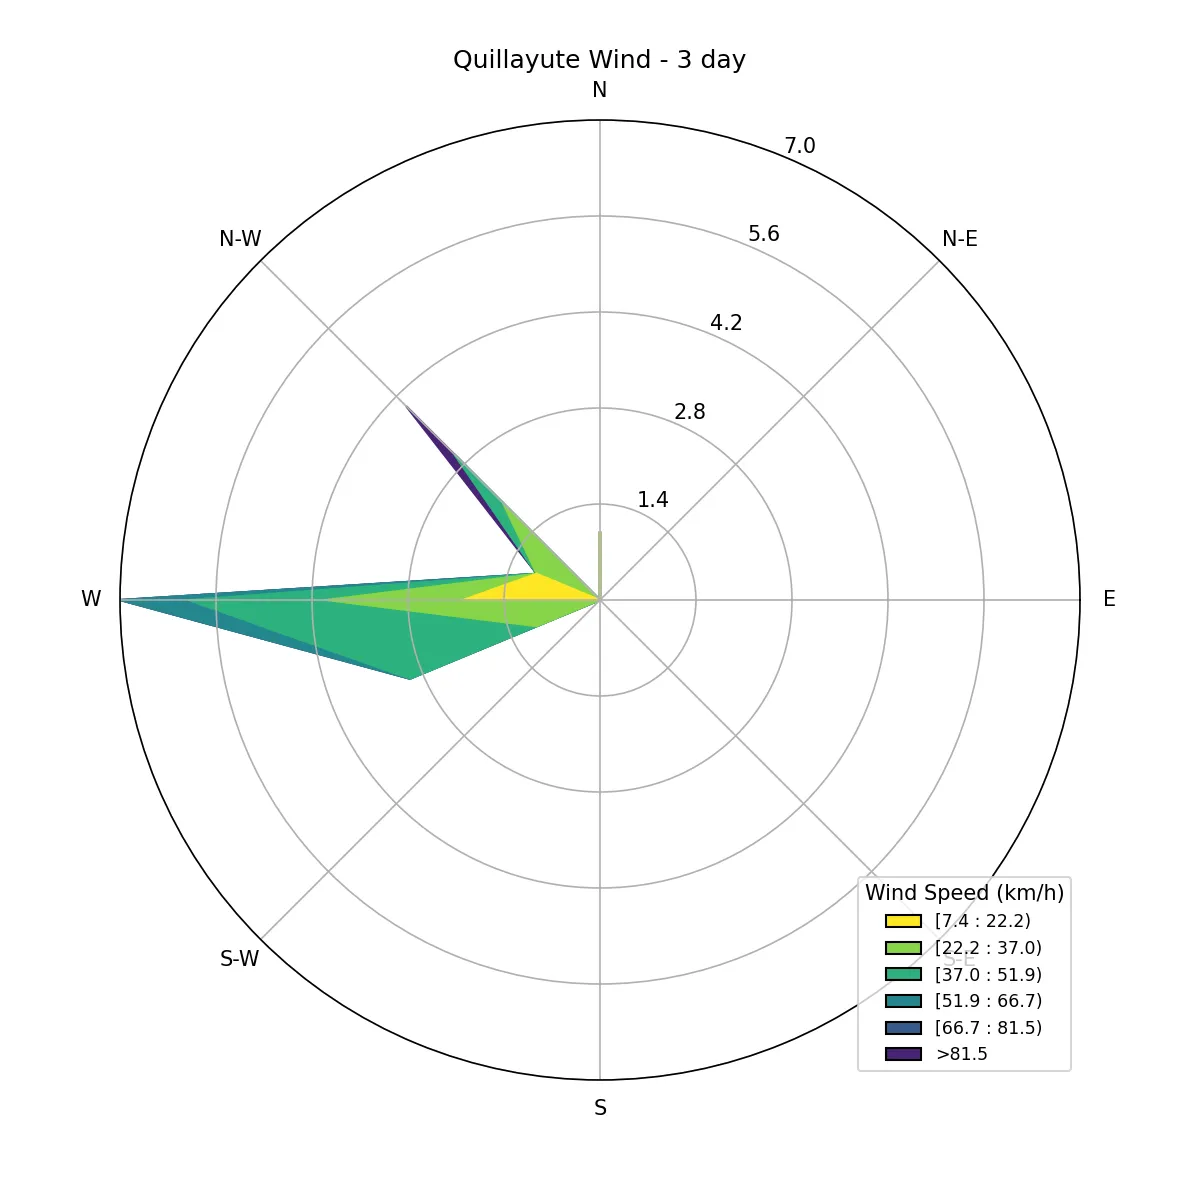 Quillayute Wind - 3 day
N
7.0
N-W
5.6
N-E
4.2
2.8
1.4
W
E
S-W
S-E
S
Wind Speed (km/h)
[7.4 : 22.2)
[22.2 : 37.0)
[37.0 : 51.9)
[51.9 : 66.7)
[66.7 : 81.5)
>81.5